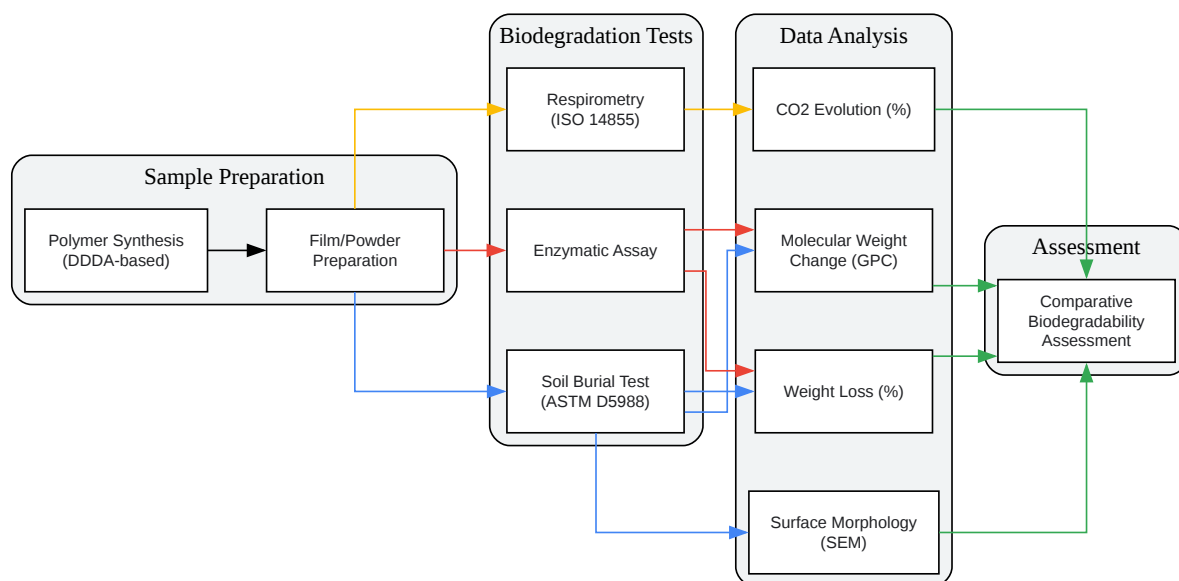 Sample Preparation
Polymer Synthesis
(DDDA-based)
Film/Powder
Preparation
Biodegradation Tests
Respirometry
(ISO 14855)
Enzymatic Assay
Soil Burial Test
(ASTM D5988)
Data Analysis
CO2 Evolution (%)
Molecular Weight
Change (GPC)
Weight Loss (%)
Surface Morphology
(SEM)
Assessment
Comparative
Biodegradability
Assessment